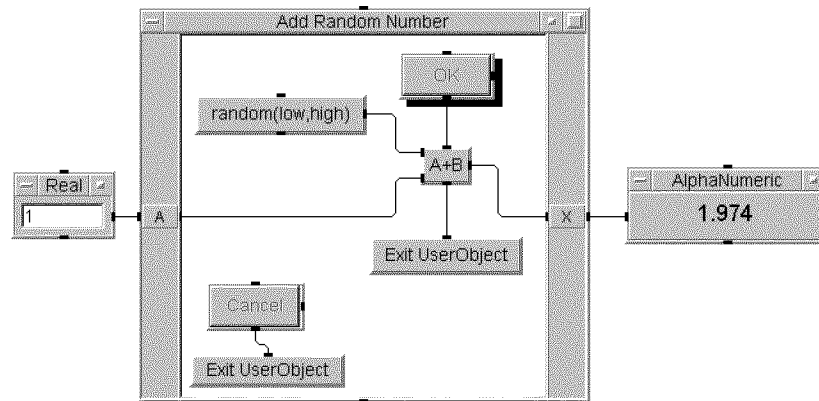 Add Random Number
OK
random(low,high)
A+B
Real
1
A
X
AlphaNumeric
1.974
Exit UserObject
Cancel
Exit UserObject